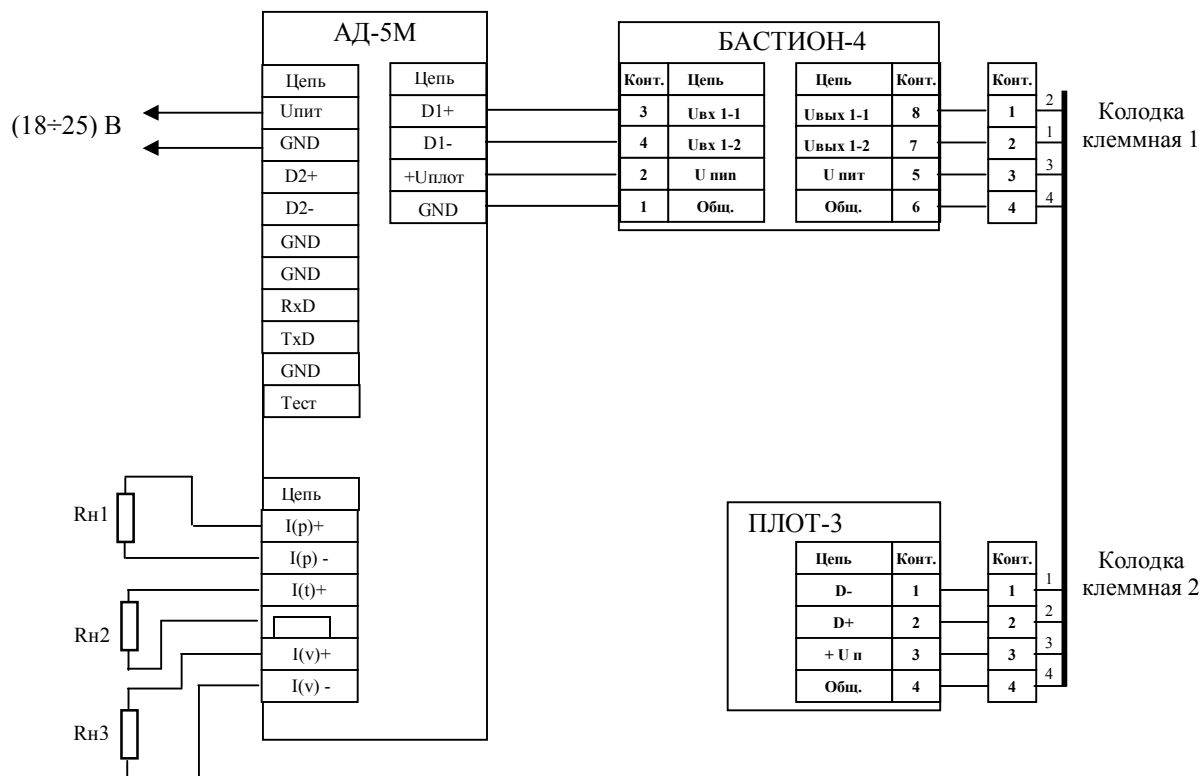 АД-5М
Цепь
Uпит
GND
D2+
D2-
GND
GND
RxD
TxD
GND
Тест
Цепь
D1+
D1-
+Uплот
GND
(18÷25) В
БАСТИОН-4
Конт. Цепь
3 Uвх 1-1
4 Uвх 1-2
2 U пип
1 Общ.
Цепь Конт.
Uвых 1-1 8
Uвых 1-2 7
U пит 5
Общ. 6
Конт.
1
2
3
4
2
1
3
4
Колодка
клеммная 1
Цепь
I(p)+
I(p) -
I(t)+
I(v)+
I(v) -
Rн1
Rн2
Rн3
ПЛОТ-3
Цепь Конт.
D- 1
D+ 2
+ U п 3
Общ. 4
Конт.
1
2
3
4
1
2
3
4
Колодка
клеммная 2